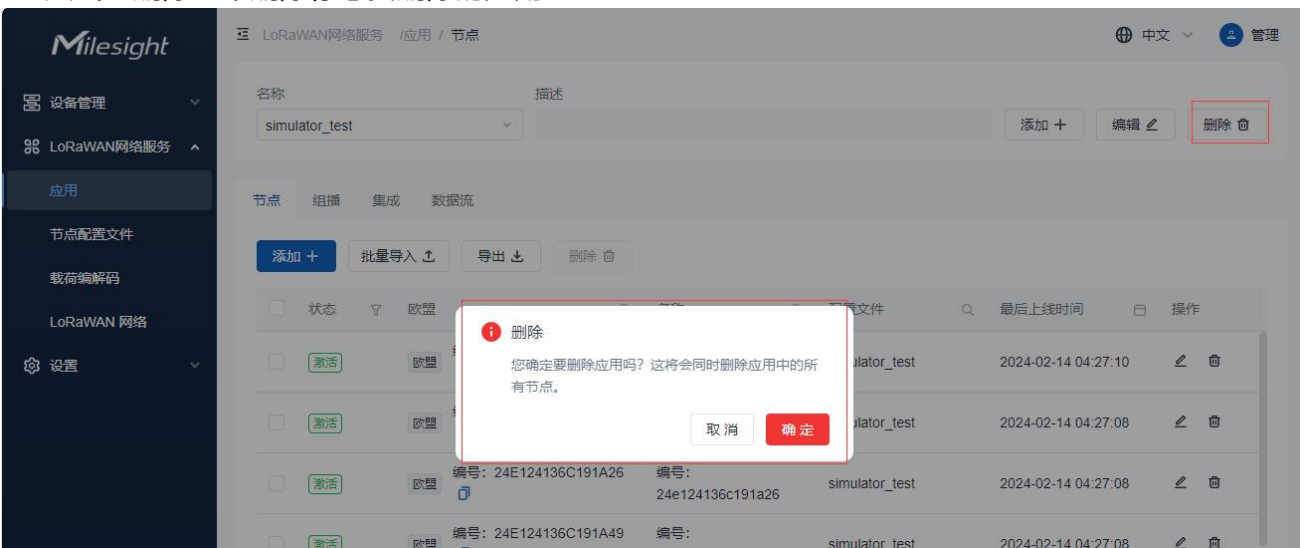 Milesight
LoRaWAN网络服务 /应用 / 节点
中文
管理
设备管理
LoRaWAN网络服务
应用
节点配置文件
载荷编解码
LoRaWAN 网络
设置
名称
描述
simulator_test
添加
编辑
删除
节点 组播 集成 数据流
添加
批量导入
导出
删除
状态 欧盟 配置文件 最后上线时间 操作
删除
您确定要删除应用吗？这将会同时删除应用中的所
有节点。
取 消
确 定
激活 欧盟 ulator_test 2024-02-14 04:27:10
激活 欧盟 ulator_test 2024-02-14 04:27:08
激活 欧盟 编号：24E124136C191A26 编号：
24e124136c191a26 simulator_test 2024-02-14 04:27:08
激活 欧盟 编号：24E124136C191A49 编号：
simulator_test 2024-02-14 04:27:08